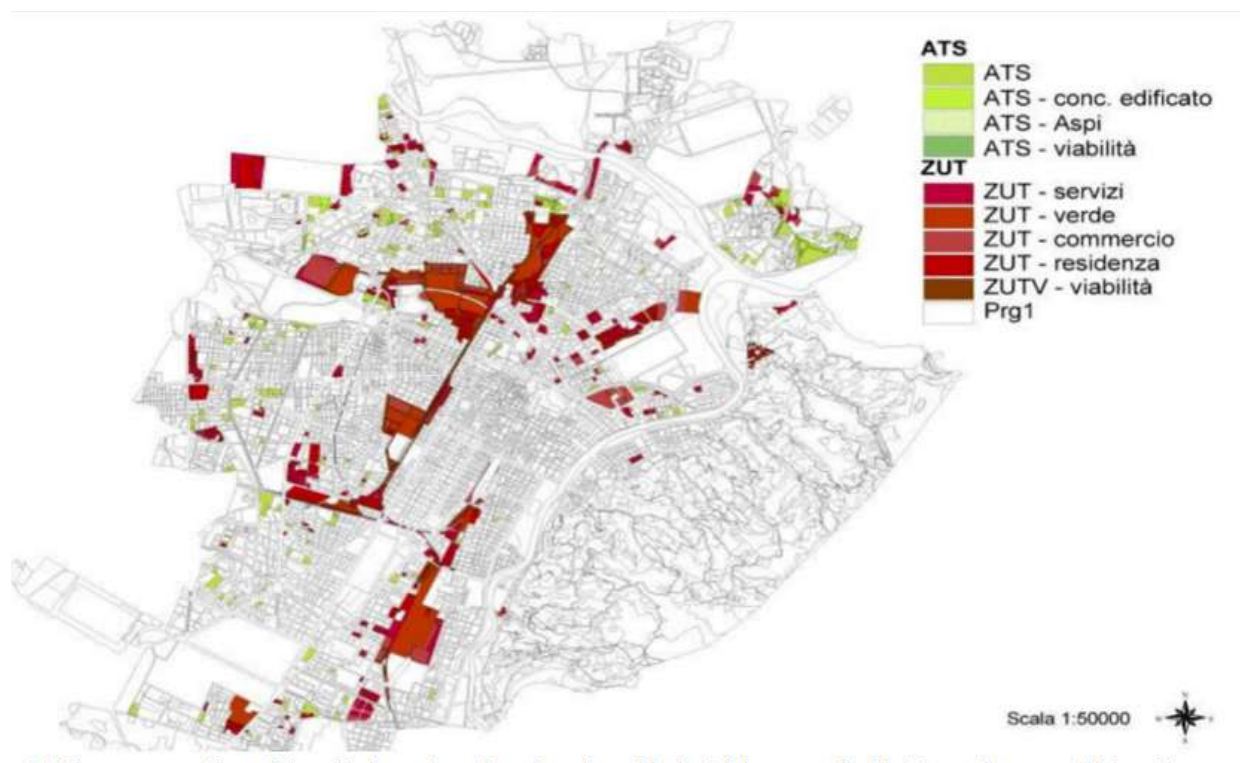 ATS
ATS
ATS - conc. edificato
ATS - Aspi
ATS - viabilità
ZUT
ZUT - servizi
ZUT - verde
ZUT - commercio
ZUT - residenza
ZUTV - viabilità
Prg1
Scala 1:50000